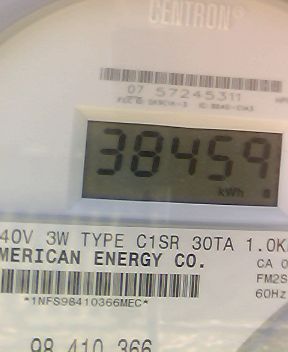 CENTRON®
07 57245311
38459
kWh
40V 3W TYPE C1SR 30TA 1.0K
MERICAN ENERGY CO.
CA 0
FM2S
60Hz
*1NFS98410366MEC*
98 410 366